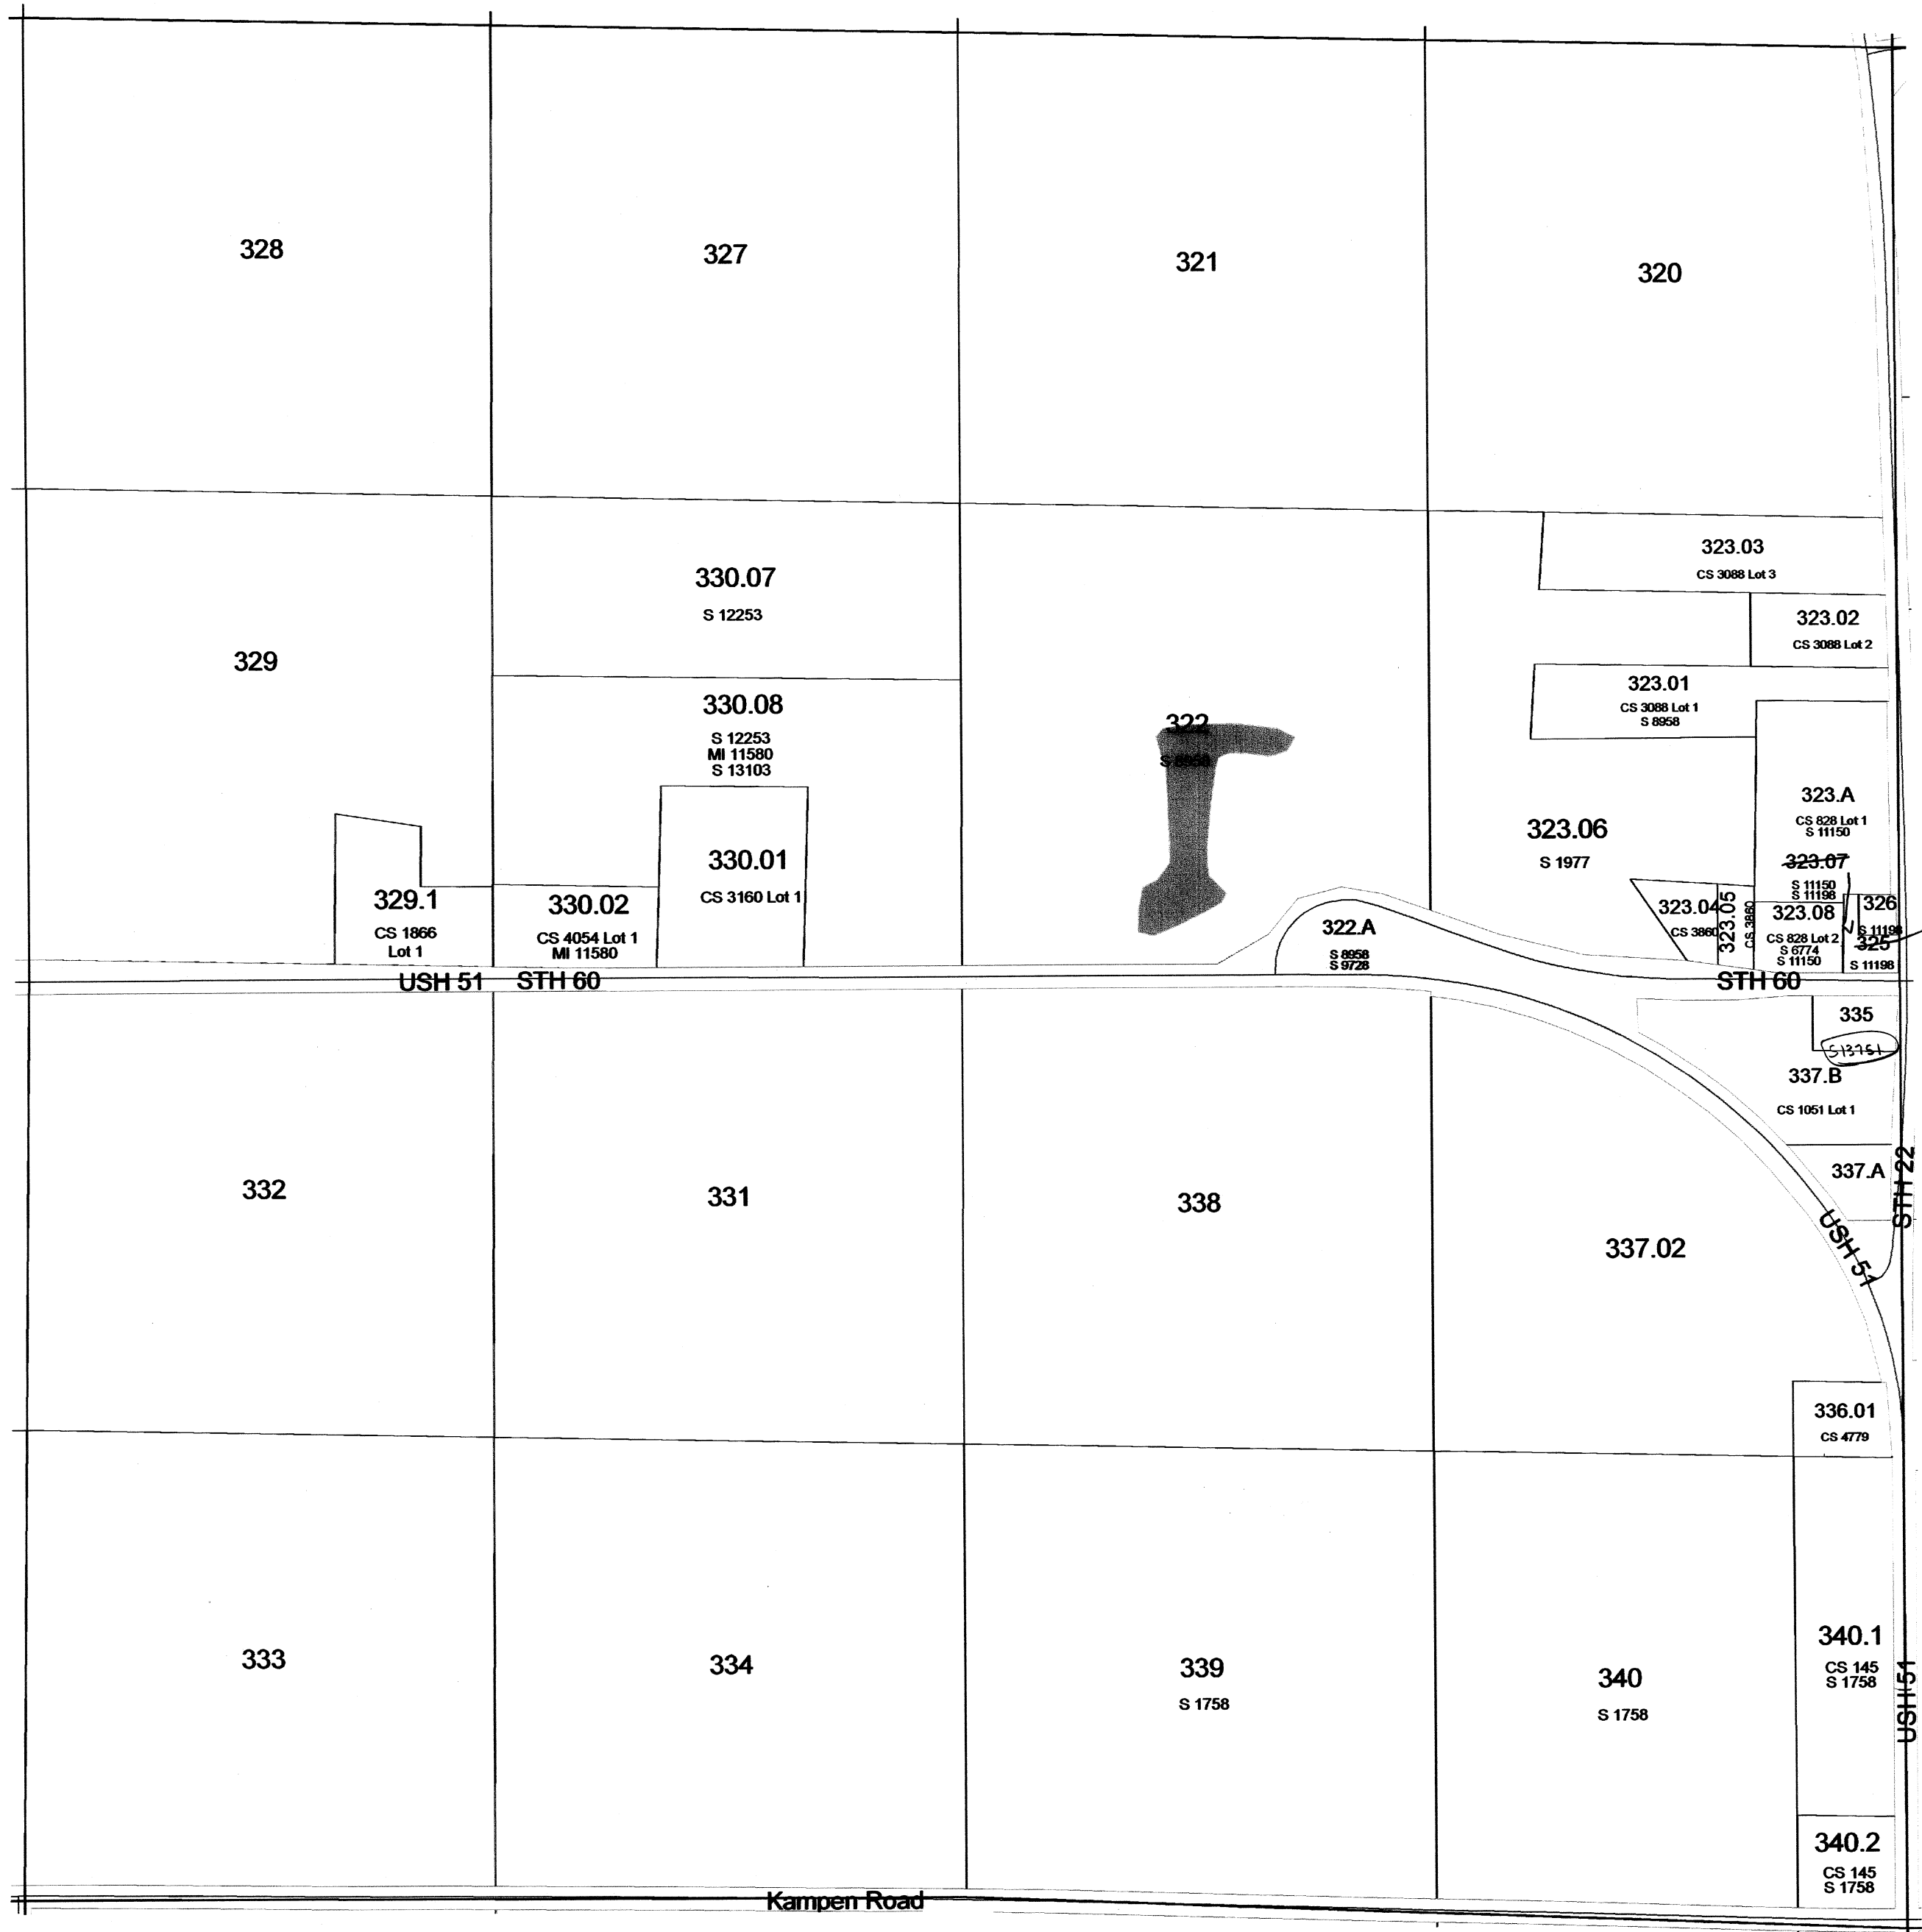 328
327
321
320
323.03
CS 3088 Lot 3
330.07
S 12253
323.02
CS 3088 Lot 2
329
323.01
CS 3088 Lot 1
S 8958
330.08
S 12253
MI 11580
S 13103
322
S 8958
323.A
CS 828 Lot 1
S 11150
323.06
S 1977
323.07
S 11150
S 11198
330.01
CS 3160 Lot 1
329.1
CS 1866
Lot 1
330.02
CS 4054 Lot 1
MI 11580
322.A
S 8958
S 9728
323.04
CS 3860
323.05
CS 3860
323.08
CS 828 Lot 2
S 6774
S 11150
326
S 11198
325
S 11198
USH 51
STH 60
STH 60
335
S13751
337.B
CS 1051 Lot 1
337.A
STH 22
332
331
338
337.02
USH 51
336.01
CS 4779
333
334
339
S 1758
340
S 1758
340.1
CS 145
S 1758
USH 51
340.2
CS 145
S 1758
Kampen Road